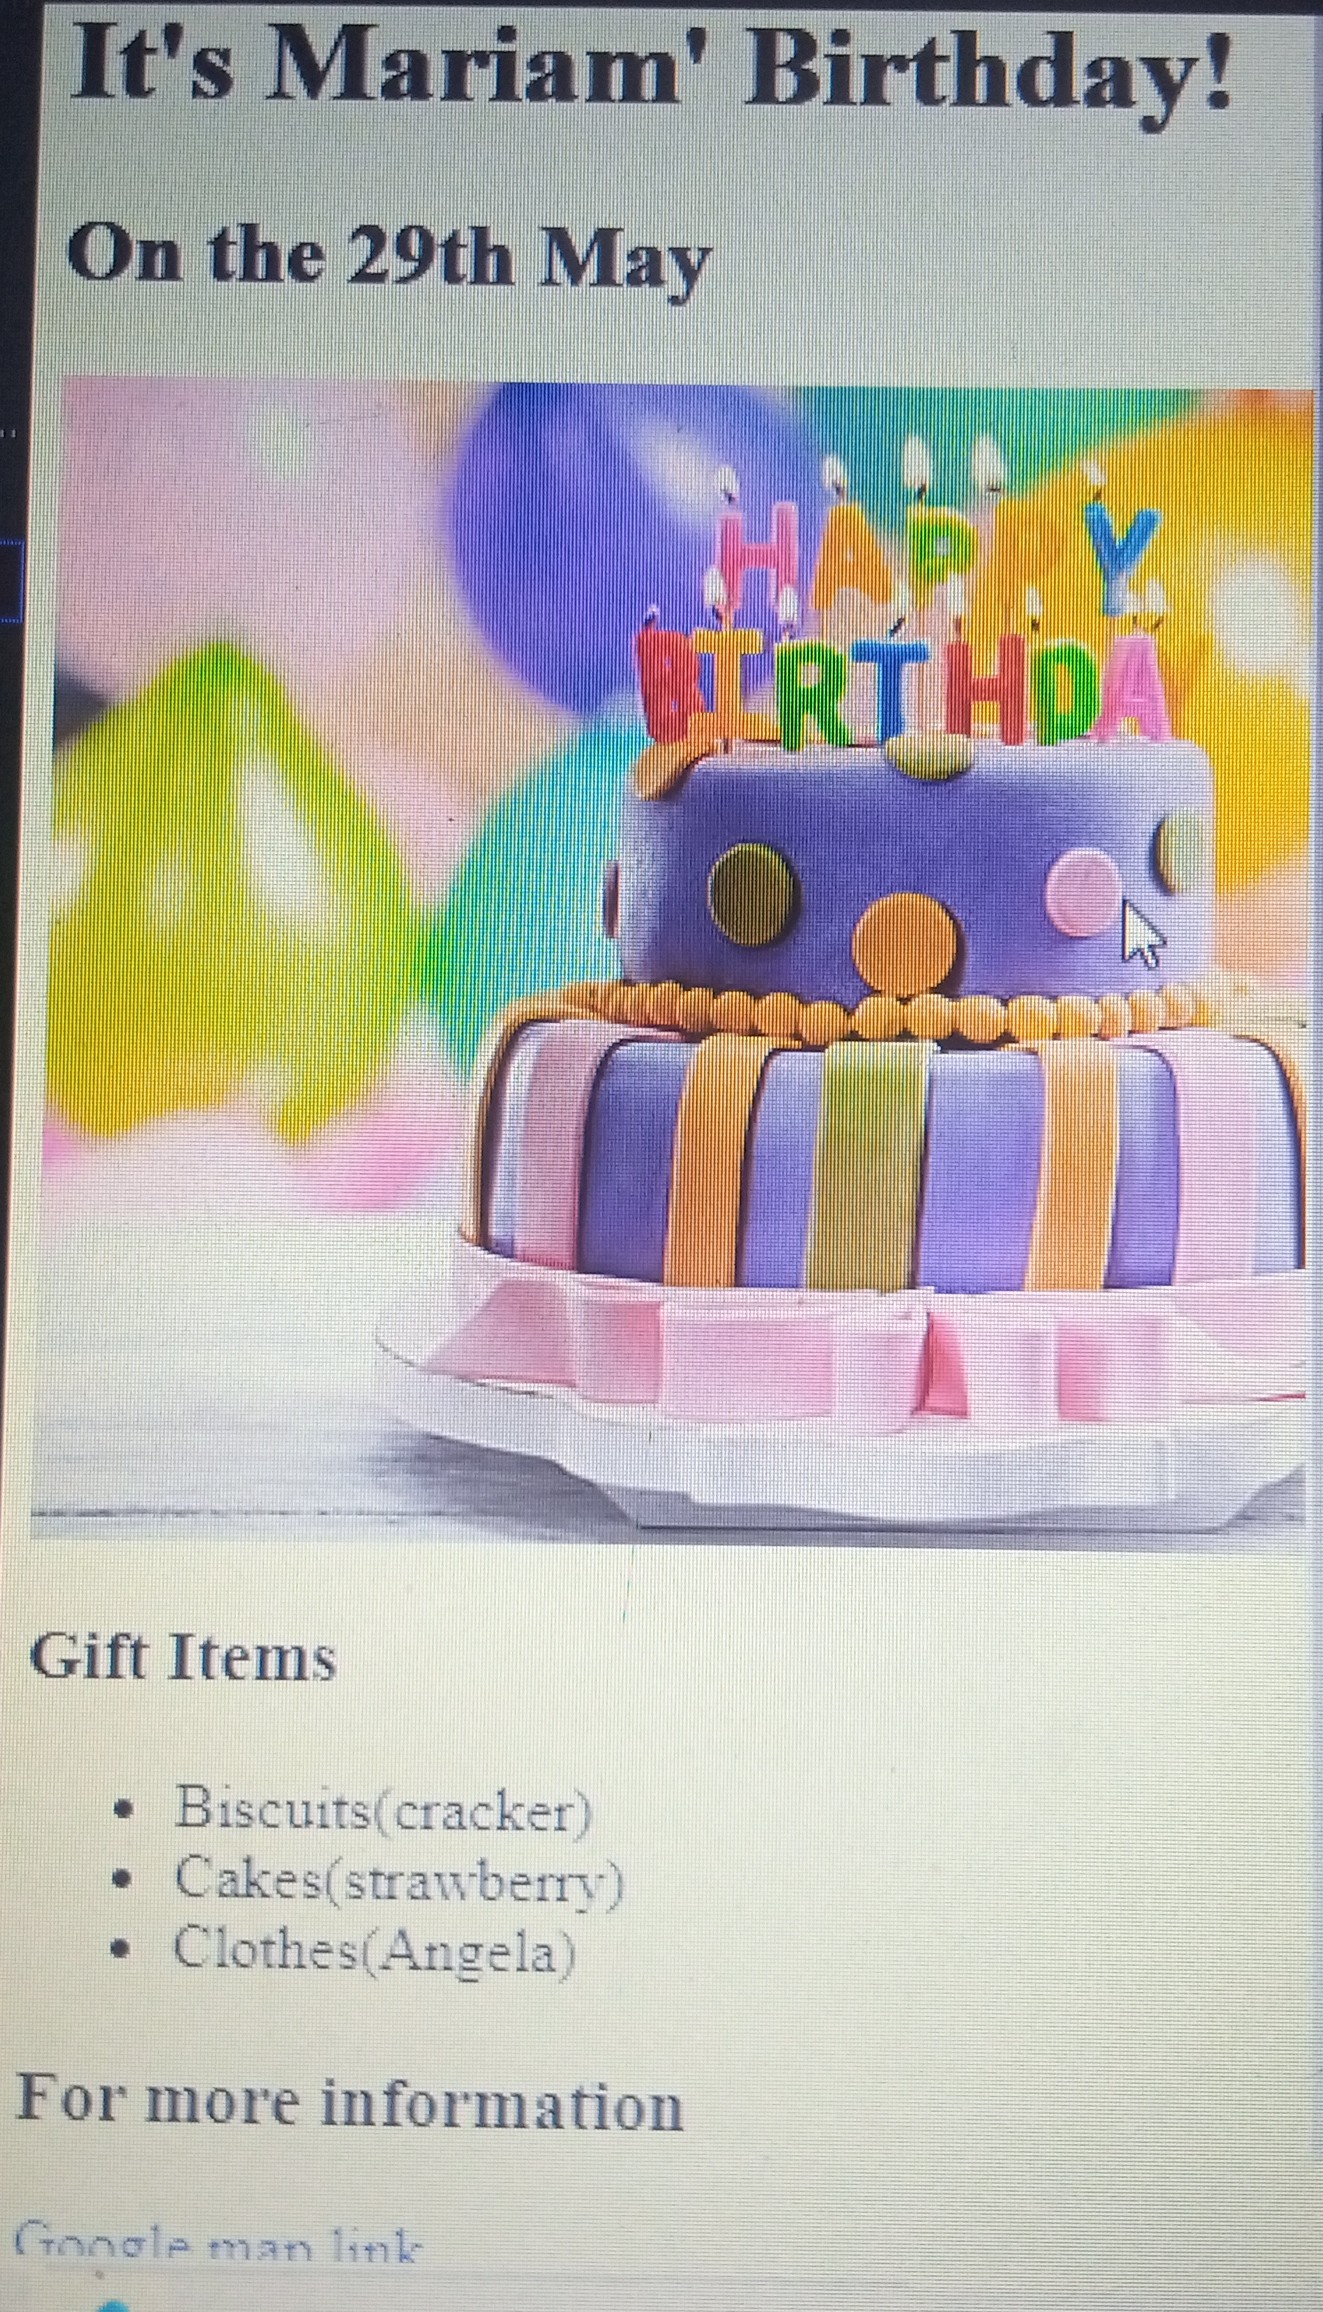 It's Mariam' Birthday!
On the 29th May
HAPPY
BIRTHDA
Gift Items
Biscuits(cracker)
Cakes(strawberry)
Clothes(Angela)
For more information
Google map link